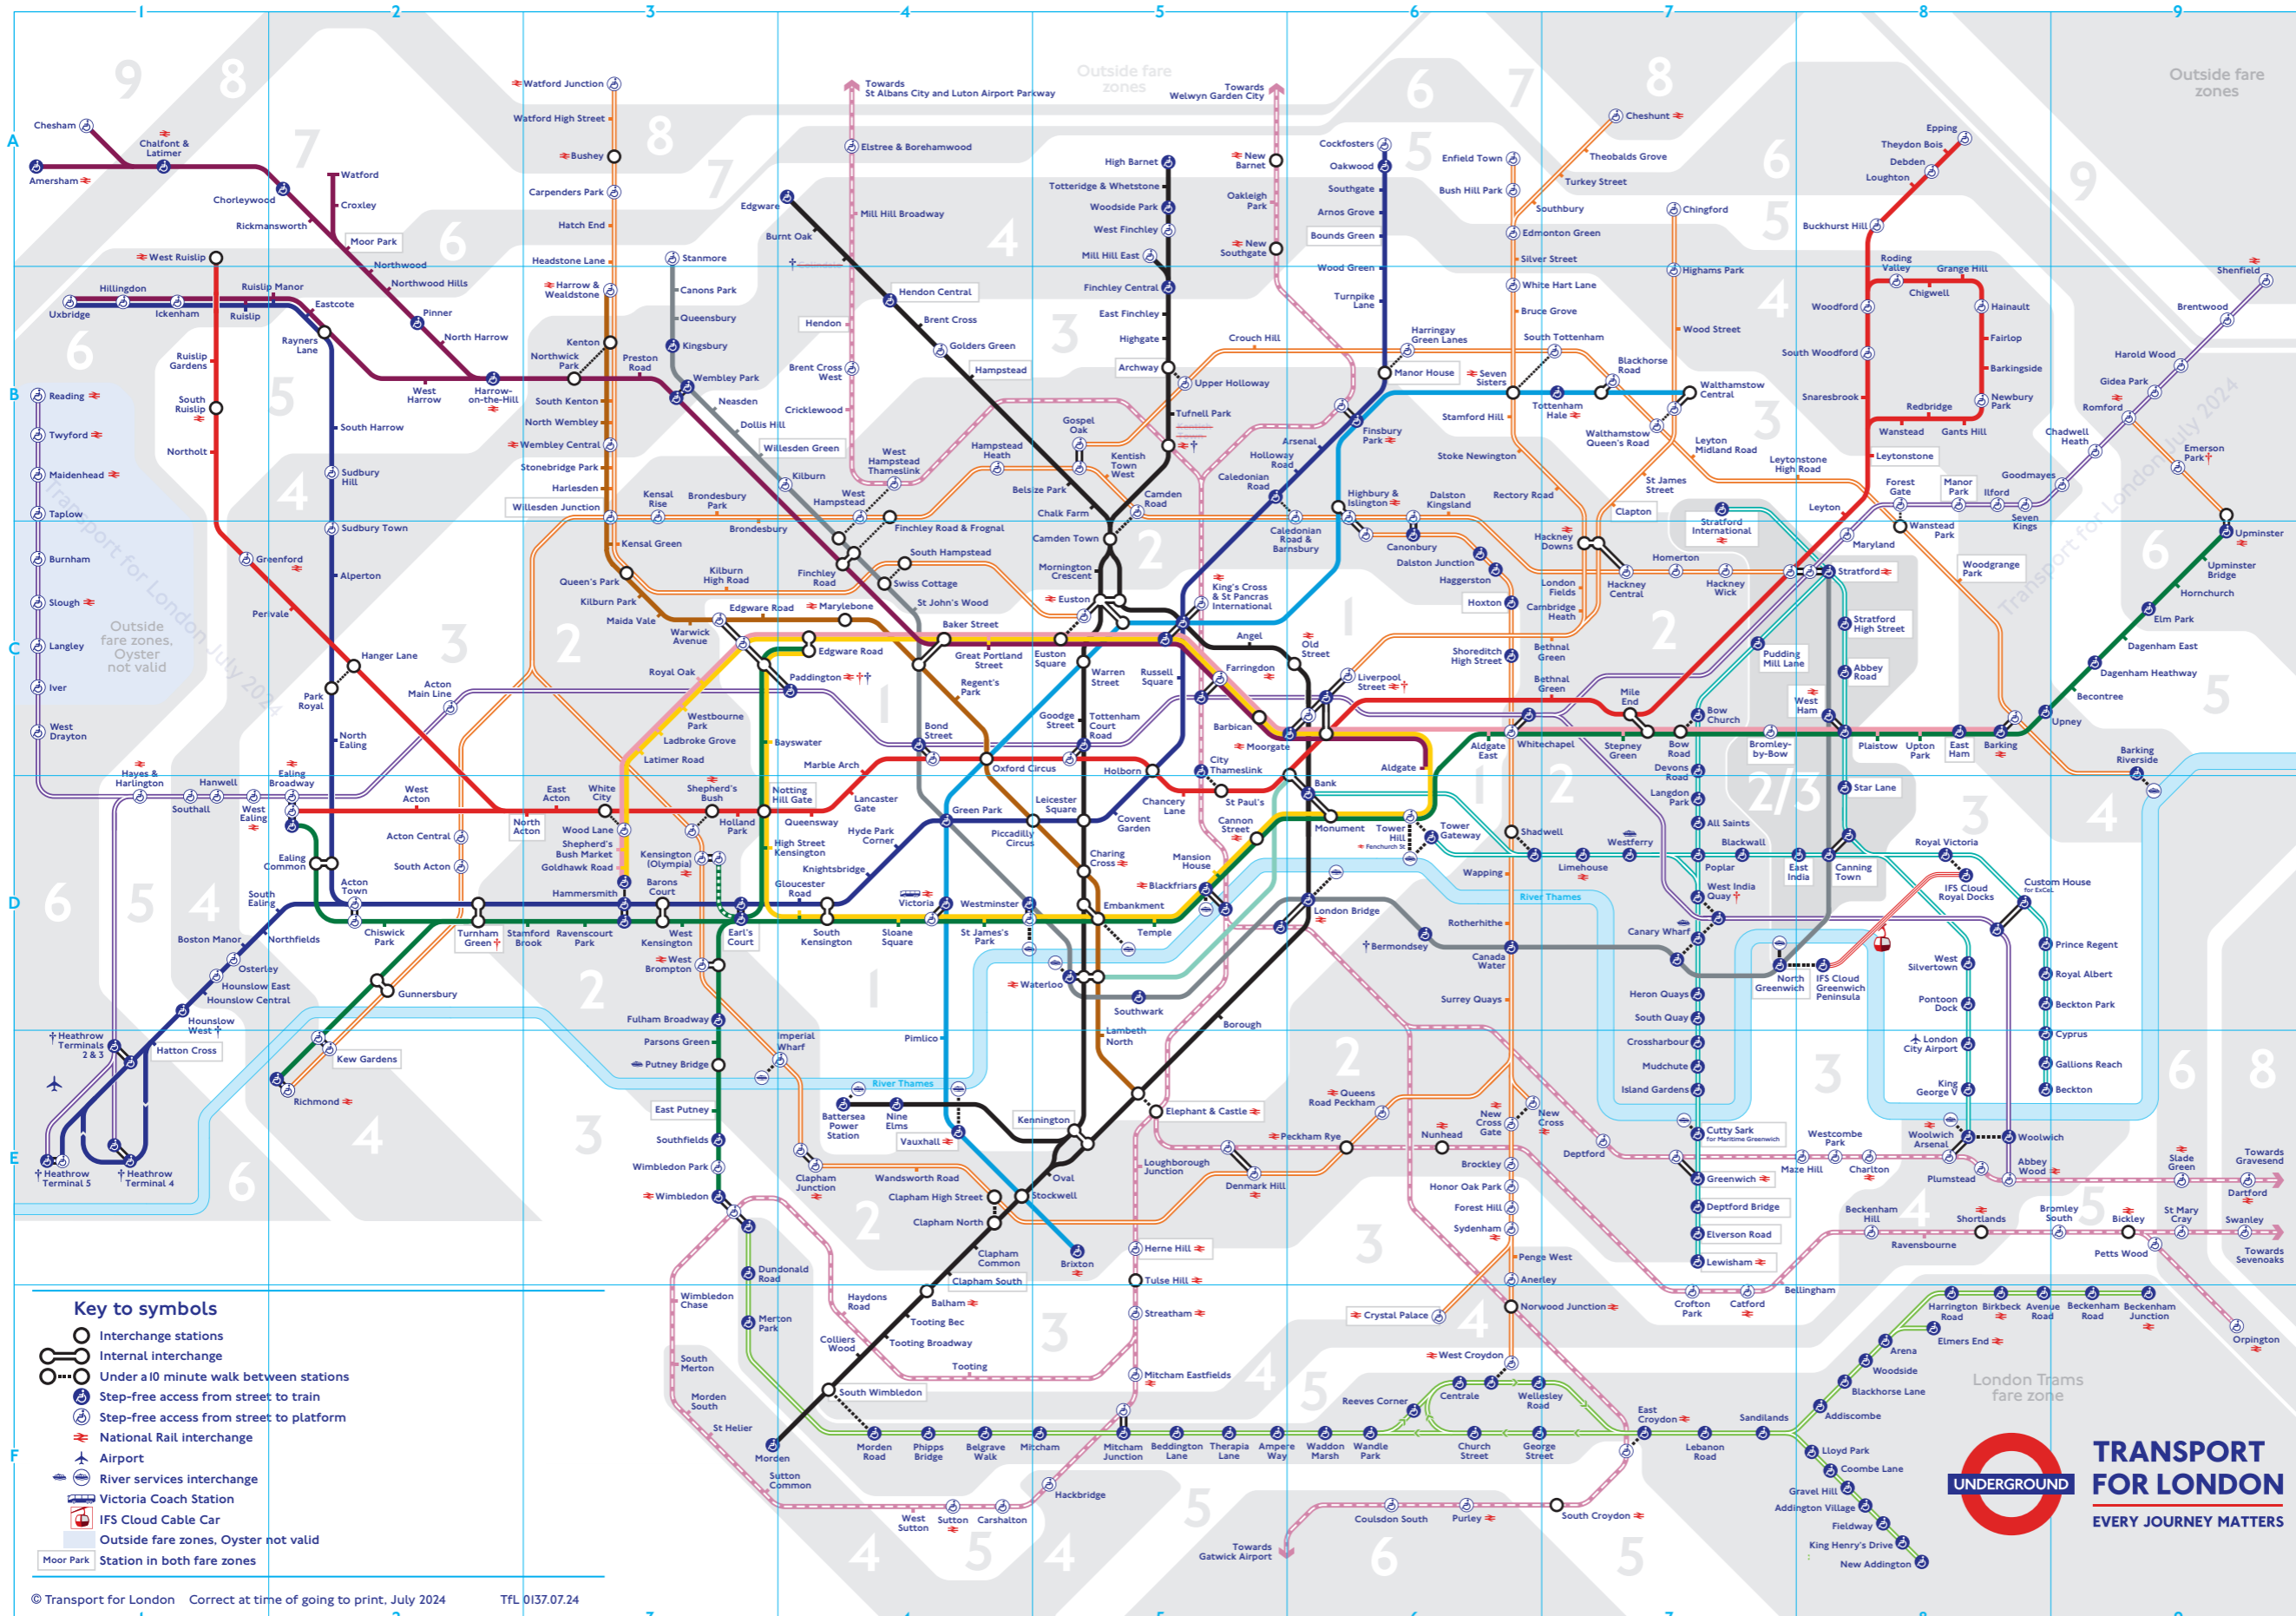 1 2 3 4 5 6 7 8 9
A
B
C
D
E
F
Outside fare
zones
Outside fare
zones
Outside
fare zones,
Oyster
not valid
London Trams
fare zone
Transport for London July 2024
Transport for London July 2024
Chesham
Amersham
Chalfont &
Latimer
Chorleywood
Rickmansworth
Watford
Croxley
Moor Park
Northwood
Northwood Hills
Pinner
North Harrow
Harrow-
on-the-Hill
West
Harrow
Northwick
Park
Preston
Road
Wembley Park
West Ruislip
Hillingdon
Uxbridge
Ickenham
Ruislip Manor
Ruislip
Eastcote
Rayners
Lane
Ruislip
Gardens
South
Ruislip
Northolt
Greenford
Perivale
Hanger Lane
South Harrow
Sudbury
Hill
Sudbury Town
Alperton
Park
Royal
North
Ealing
Reading
Twyford
Maidenhead
Taplow
Burnham
Slough
Langley
Iver
West
Drayton
Hayes &
Harlington
Southall
Hanwell
West
Ealing
Ealing
Broadway
Acton
Main Line
West
Acton
North
Acton
East
Acton
White
City
Shepherd's
Bush
Holland
Park
Notting
Hill Gate
Queensway
Lancaster
Gate
Marble Arch
Bond
Street
Oxford Circus
Tottenham
Court
Road
Holborn
Chancery
Lane
St Paul's
Bank
Watford Junction
Watford High Street
Bushey
Carpenders Park
Hatch End
Headstone Lane
Harrow &
Wealdstone
Kenton
South Kenton
North Wembley
Wembley Central
Stonebridge Park
Harlesden
Willesden Junction
Kensal Green
Queen's Park
Kilburn Park
Maida Vale
Warwick
Avenue
Edgware Road
Marylebone
Baker Street
Regent's
Park
Piccadilly
Circus
Charing
Cross
Embankment
Waterloo
Lambeth
North
Elephant & Castle
Stanmore
Canons Park
Queensbury
Kingsbury
Neasden
Dollis Hill
Willesden Green
Kilburn
West
Hampstead
Finchley
Road
Swiss Cottage
St John's Wood
Towards
St Albans City and Luton Airport Parkway
Elstree & Borehamwood
Mill Hill Broadway
Hendon
Brent Cross
West
Cricklewood
West
Hampstead
Thameslink
Edgware
Burnt Oak
Colindale
Hendon Central
Brent Cross
Golders Green
Hampstead
Belsize Park
Chalk Farm
Camden Town
Mornington
Crescent
Euston
High Barnet
Totteridge & Whetstone
Woodside Park
West Finchley
Mill Hill East
Finchley Central
East Finchley
Highgate
Archway
Upper Holloway
Tufnell Park
Kentish
Town
Gospel
Oak
Hampstead
Heath
Kentish
Town
West
Camden
Road
Finchley Road & Frognal
Kensal
Rise
Brondesbury
Park
Brondesbury
South Hampstead
Kilburn
High Road
Towards
Welwyn Garden City
New
Barnet
Oakleigh
Park
New
Southgate
Cockfosters
Oakwood
Southgate
Arnos Grove
Bounds Green
Wood Green
Turnpike
Lane
Manor House
Finsbury
Park
Arsenal
Holloway
Road
Caledonian
Road
King's Cross
& St Pancras
International
Russell
Square
Crouch Hill
Harringay
Green Lanes
South Tottenham
Blackhorse
Road
Walthamstow
Central
Seven
Sisters
Tottenham
Hale
Stamford Hill
Stoke Newington
Rectory Road
Walthamstow
Queen's Road
Leyton
Midland Road
Leytonstone
High Road
St James
Street
Clapton
Enfield Town
Bush Hill Park
Edmonton Green
Silver Street
White Hart Lane
Bruce Grove
Cheshunt
Theobalds Grove
Turkey Street
Southbury
Chingford
Highams Park
Wood Street
Epping
Theydon Bois
Debden
Loughton
Buckhurst Hill
Roding
Valley
Grange Hill
Chigwell
Woodford
Hainault
Fairlop
Barkingside
Newbury
Park
South Woodford
Snaresbrook
Redbridge
Wanstead
Gants Hill
Leytonstone
Leyton
Shenfield
Brentwood
Harold Wood
Gidea Park
Romford
Emerson
Park
Chadwell
Heath
Goodmayes
Seven
Kings
Ilford
Manor
Park
Forest
Gate
Wanstead
Park
Maryland
Woodgrange
Park
Upminster
Upminster
Bridge
Hornchurch
Elm Park
Dagenham East
Dagenham Heathway
Becontree
Upney
Barking
Barking
Riverside
East
Ham
Upton
Park
Plaistow
West
Ham
Bromley-
by-Bow
Bow
Road
Bow
Church
Mile
End
Stepney
Green
Whitechapel
Aldgate
East
Aldgate
Highbury &
Islington
Caledonian
Road &
Barnsbury
Canonbury
Dalston
Kingsland
Dalston Junction
Haggerston
Hoxton
Shoreditch
High Street
Hackney
Downs
Hackney
Central
Homerton
Hackney
Wick
London
Fields
Cambridge
Heath
Bethnal
Green
Bethnal
Green
Stratford
International
Stratford
Stratford
High Street
Pudding
Mill Lane
Abbey
Road
Star Lane
Devons
Road
Langdon
Park
All Saints
Poplar
Blackwall
East
India
Canning
Town
Royal Victoria
IFS Cloud
Royal Docks
Custom House
for ExCeL
Prince Regent
Royal Albert
Beckton Park
Cyprus
Gallions Reach
Beckton
West
Silvertown
Pontoon
Dock
London
City Airport
King
George V
Woolwich
Arsenal
Woolwich
West India
Quay
Canary Wharf
Heron Quays
South Quay
Crossharbour
Mudchute
Island Gardens
Cutty Sark
for Maritime Greenwich
Greenwich
Deptford Bridge
Elverson Road
Lewisham
North
Greenwich
IFS Cloud
Greenwich
Peninsula
Royal Oak
Westbourne
Park
Ladbroke Grove
Latimer Road
Wood Lane
Shepherd's
Bush Market
Goldhawk Road
Hammersmith
Paddington
Bayswater
Edgware Road
Great Portland
Street
Euston
Square
Warren
Street
Goodge
Street
Farringdon
Barbican
Moorgate
Liverpool
Street
Angel
Old
Street
City
Thameslink
Cannon
Street
Mansion
House
Blackfriars
Monument
Tower
Hill
Fenchurch St
Tower
Gateway
Shadwell
Limehouse
Westferry
Wapping
Rotherhithe
Canada
Water
Surrey Quays
Bermondsey
London Bridge
Southwark
Borough
Temple
Leicester
Square
Covent
Garden
Green Park
Hyde Park
Corner
Knightsbridge
High Street
Kensington
Gloucester
Road
South
Kensington
Sloane
Square
Victoria
St James's
Park
Westminster
Pimlico
Vauxhall
Acton Central
South Acton
Ealing
Common
South
Ealing
Acton
Town
Chiswick
Park
Turnham
Green
Stamford
Brook
Ravenscourt
Park
Barons
Court
West
Kensington
Earl's
Court
Kensington
(Olympia)
West
Brompton
Northfields
Boston Manor
Osterley
Hounslow East
Hounslow Central
Hounslow
West
Hatton Cross
Heathrow
Terminals
2 & 3
Heathrow
Terminal 5
Heathrow
Terminal 4
Gunnersbury
Kew Gardens
Richmond
Fulham Broadway
Parsons Green
Putney Bridge
East Putney
Southfields
Wimbledon Park
Wimbledon
Imperial
Wharf
Clapham
Junction
Battersea
Power
Station
Nine
Elms
Kennington
Oval
Stockwell
Wandsworth Road
Clapham High Street
Clapham North
Clapham
Common
Clapham South
Balham
Tooting Bec
Tooting Broadway
Colliers
Wood
South Wimbledon
Morden
Brixton
River Thames
River Thames
Loughborough
Junction
Denmark Hill
Peckham Rye
Queens
Road Peckham
Nunhead
New
Cross
Gate
New
Cross
Deptford
Brockley
Honor Oak Park
Forest Hill
Sydenham
Penge West
Anerley
Norwood Junction
Crystal Palace
West Croydon
Maze Hill
Westcombe
Park
Charlton
Plumstead
Abbey
Wood
Slade
Green
Towards
Gravesend
Dartford
Beckenham
Hill
Ravensbourne
Shortlands
Bromley
South
Bickley
Petts Wood
St Mary
Cray
Swanley
Towards
Sevenoaks
Orpington
Crofton
Park
Catford
Bellingham
Herne Hill
Tulse Hill
Streatham
Mitcham Eastfields
Haydons
Road
Tooting
Wimbledon
Chase
South
Merton
Morden
South
St Helier
Sutton
Common
West
Sutton
Sutton
Carshalton
Hackbridge
Dundonald
Road
Merton
Park
Morden
Road
Phipps
Bridge
Belgrave
Walk
Mitcham
Mitcham
Junction
Beddington
Lane
Therapia
Lane
Ampere
Way
Waddon
Marsh
Wandle
Park
Reeves Corner
Centrale
Wellesley
Road
Church
Street
George
Street
East
Croydon
Lebanon
Road
Sandilands
Addiscombe
Blackhorse Lane
Woodside
Arena
Elmers End
Harrington
Road
Birkbeck
Avenue
Road
Beckenham
Road
Beckenham
Junction
Lloyd Park
Coombe Lane
Gravel Hill
Addington Village
Fieldway
King Henry's Drive
New Addington
Towards
Gatwick Airport
Coulsdon South
Purley
South Croydon
Key to symbols
Interchange stations
Internal interchange
Under a 10 minute walk between stations
Step-free access from street to train
Step-free access from street to platform
National Rail interchange
Airport
River services interchange
Victoria Coach Station
IFS Cloud Cable Car
Outside fare zones, Oyster not valid
Moor Park Station in both fare zones
© Transport for London Correct at time of going to print, July 2024 TfL 0137.07.24
UNDERGROUND
TRANSPORT
FOR LONDON
EVERY JOURNEY MATTERS